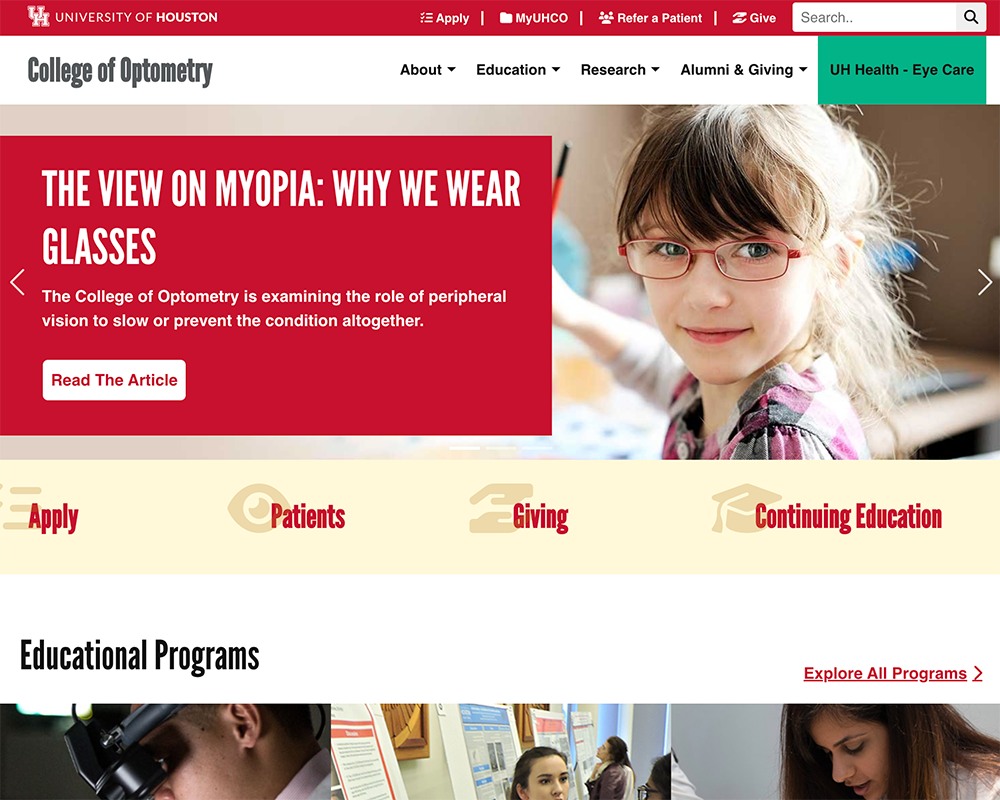 UNIVERSITY OF HOUSTON
Apply | MyUHCO | Refer a Patient | Give
Search..
College of Optometry
About Education Research Alumni & Giving UH Health - Eye Care
THE VIEW ON MYOPIA: WHY WE WEAR
GLASSES
The College of Optometry is examining the role of peripheral
vision to slow or prevent the condition altogether.
Read The Article
Apply
Patients
Giving
Continuing Education
Educational Programs
Explore All Programs